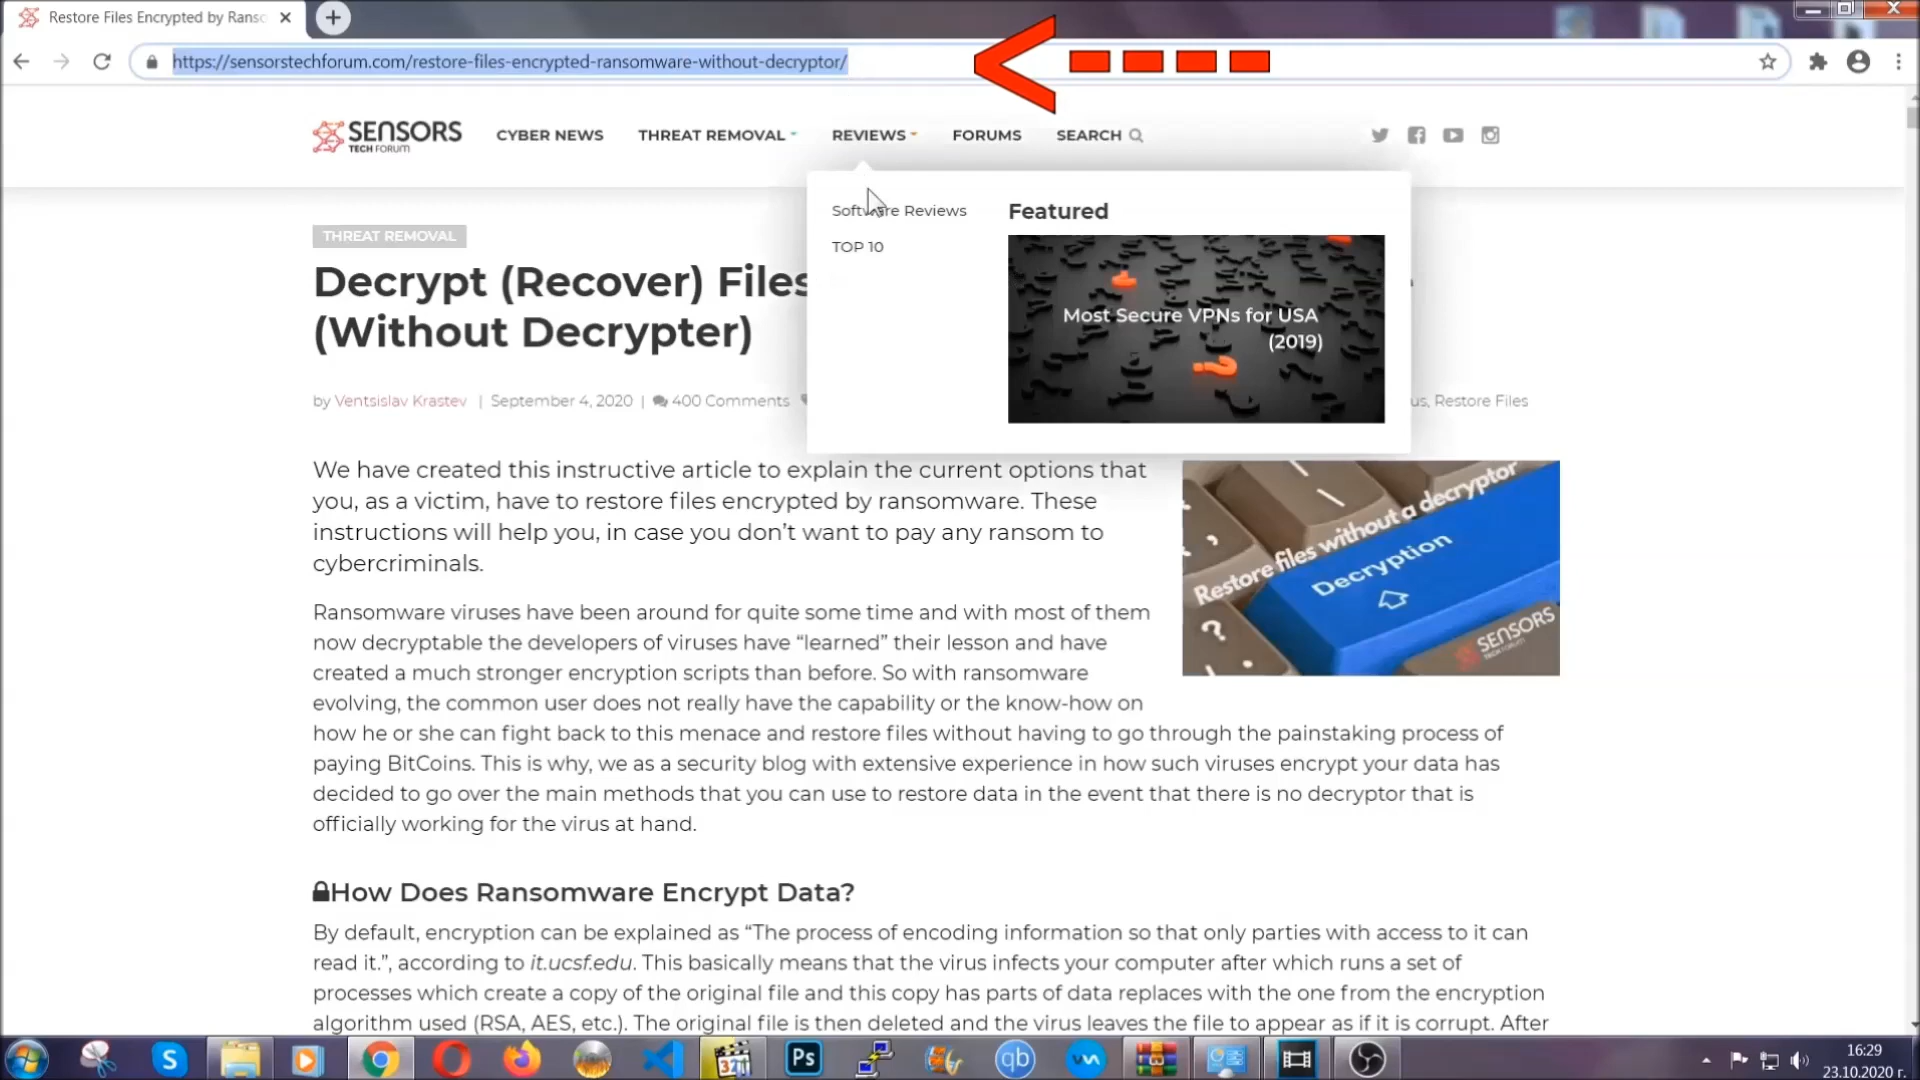 Restore Files Encrypted by Ranso
https://sensorstechforum.com/restore-files-encrypted-ransomware-without-decryptor/
SENSORS
TECH FORUM
CYBER NEWS
THREAT REMOVAL
REVIEWS
FORUMS
SEARCH
THREAT REMOVAL
Software Reviews
TOP 10
Featured
Most Secure VPNs for USA
(2019)
Decrypt (Recover) Files
(Without Decrypter)
by Ventsislav Krastev | September 4, 2020 | 400 Comments
us, Restore Files
We have created this instructive article to explain the current options that
you, as a victim, have to restore files encrypted by ransomware. These
instructions will help you, in case you don't want to pay any ransom to
cybercriminals.
Restore files without a decryptor
Decryption
SENSORS
TECH FORUM
Ransomware viruses have been around for quite some time and with most of them
now decryptable the developers of viruses have “learned” their lesson and have
created a much stronger encryption scripts than before. So with ransomware
evolving, the common user does not really have the capability or the know-how on
how he or she can fight back to this menace and restore files without having to go through the painstaking process of
paying BitCoins. This is why, we as a security blog with extensive experience in how such viruses encrypt your data has
decided to go over the main methods that you can use to restore data in the event that there is no decryptor that is
officially working for the virus at hand.
How Does Ransomware Encrypt Data?
By default, encryption can be explained as “The process of encoding information so that only parties with access to it can
read it.”, according to it.ucsf.edu. This basically means that the virus infects your computer after which runs a set of
processes which create a copy of the original file and this copy has parts of data replaces with the one from the encryption
algorithm used (RSA, AES, etc.). The original file is then deleted and the virus leaves the file to appear as if it is corrupt. After
S
321
Ps
qb
16:29
23.10.2020 г.